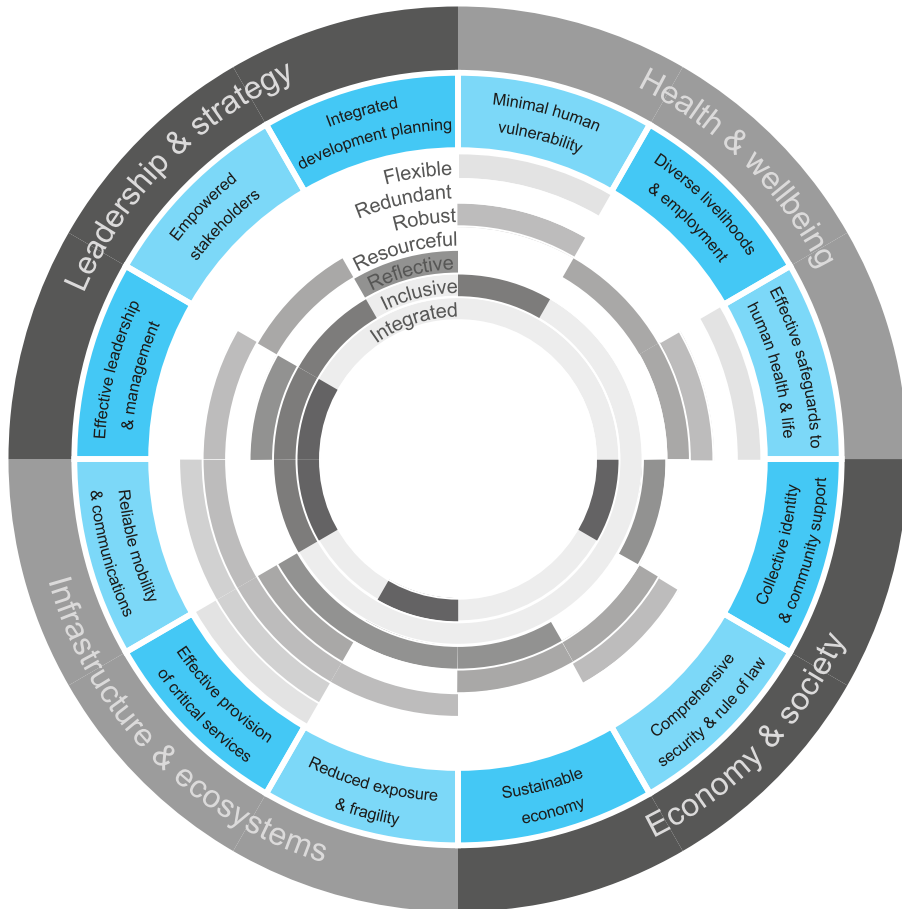 Leadership & strategy
Health & wellbeing
Economy & society
Infrastructure & ecosystems
Integrated
development planning
Minimal human
vulnerability
Diverse livelihoods
& employment
Effective safeguards to
human health & life
Collective identity
& community support
Comprehensive
security & rule of law
Sustainable
economy
Reduced exposure
& fragility
Effective provision
of critical services
Reliable mobility
& communications
Effective leadership
& management
Empowered
stakeholders
Flexible
Redundant
Robust
Resourceful
Reflective
Inclusive
Integrated